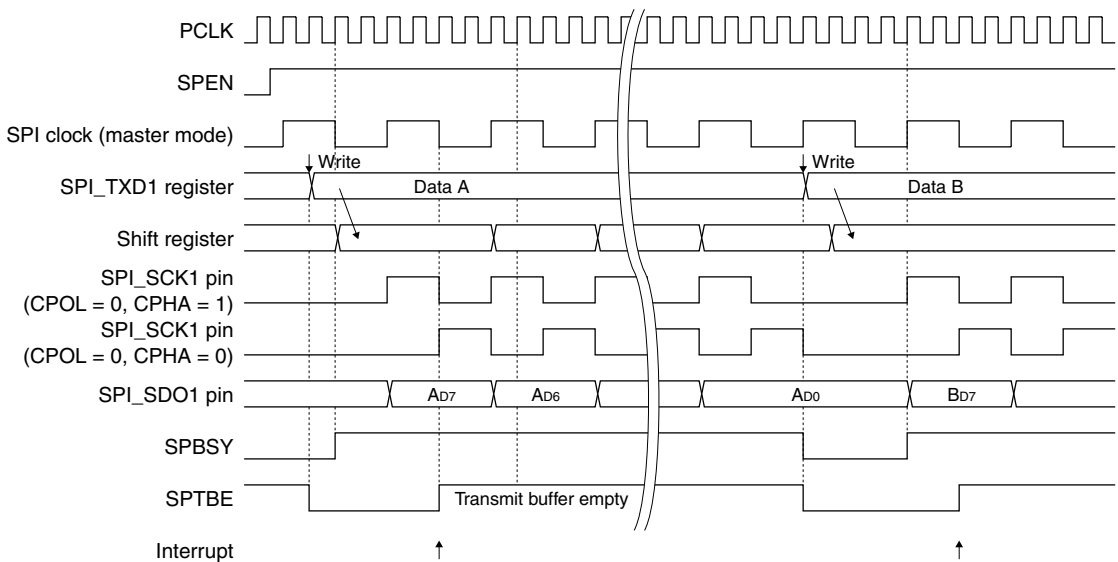 PCLK
SPEN
SPI clock (master mode)
Write Write
SPI_TXD1 register Data A Data B
Shift register
SPI_SCK1 pin
(CPOL = 0, CPHA = 1)
SPI_SCK1 pin
(CPOL = 0, CPHA = 0)
SPI_SDO1 pin AD7 AD6 AD0 BD7
SPBSY
SPTBE Transmit buffer empty
Interrupt